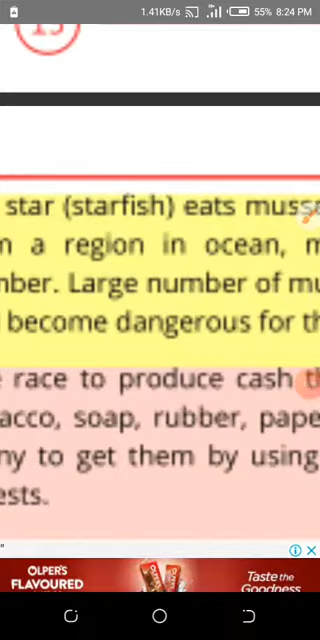 1.41KB/s 55% 8:24 PM
star (starfish) eats muss
a region in ocean,
mber. Large number of mu
become dangerous for th
race to produce cash th
acco, soap, rubber, pape
ny to get them by using
ests.
OLPER'S
FLAVOURED
Taste the
Goodness